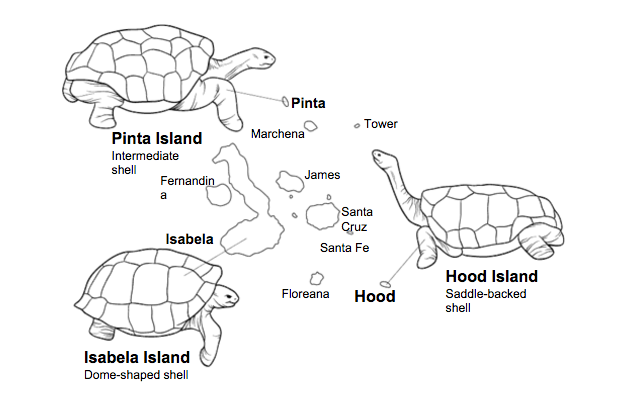 Pinta
Marchena
Tower
Pinta Island
Intermediate
shell
Fernandin
a
James
Santa
Cruz
Isabela
Santa Fe
Floreana
Hood
Hood Island
Saddle-backed
shell
Isabela Island
Dome-shaped shell